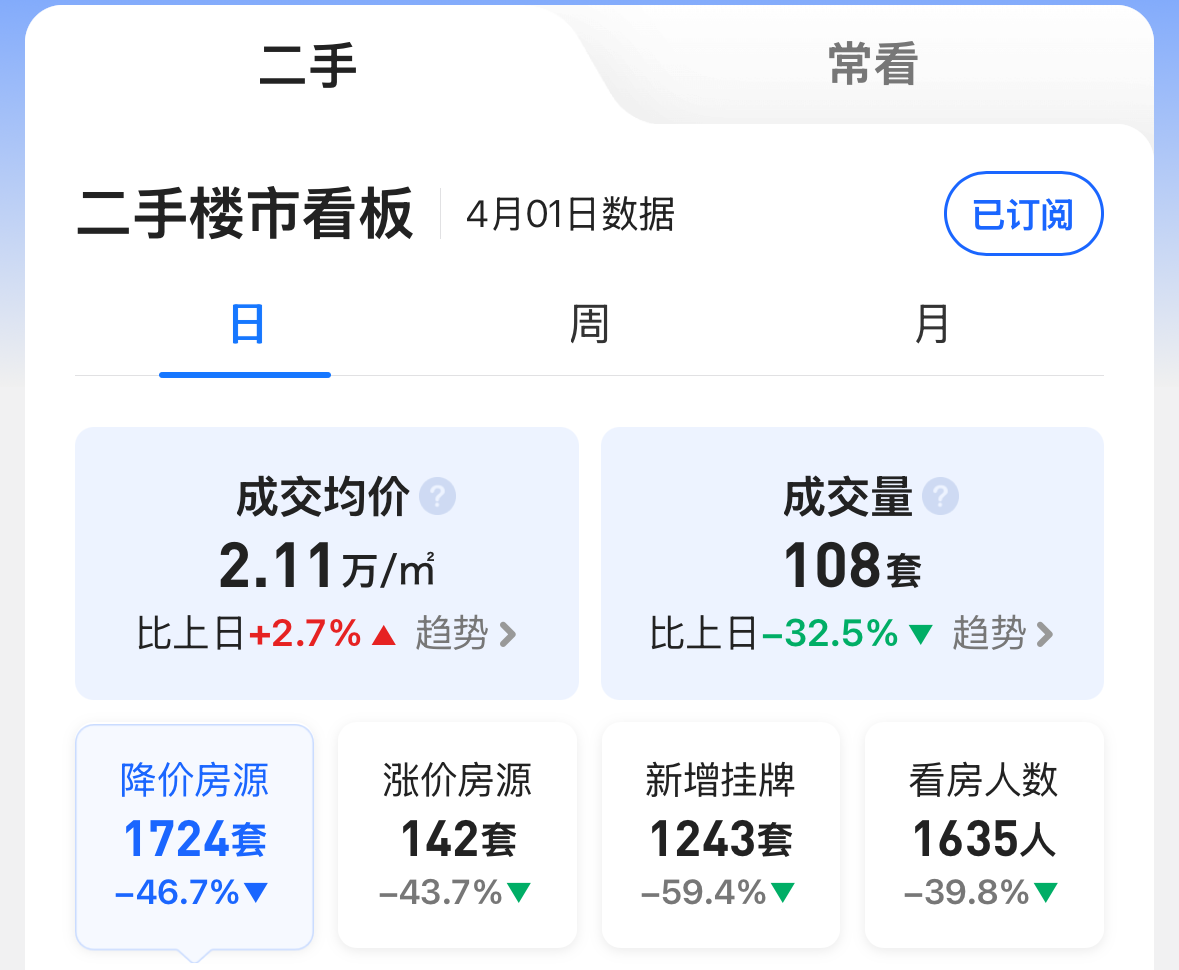 二手 常看
二手楼市看板 4月01日数据 已订阅
日 周 月
成交均价 ? 成交量 ?
2.11万/㎡ 108套
比上日+2.7%▲ 趋势 > 比上日-32.5%▼ 趋势 >
降价房源 涨价房源 新增挂牌 看房人数
1724套 142套 1243套 1635人
-46.7%▼ -43.7%▼ -59.4%▼ -39.8%▼